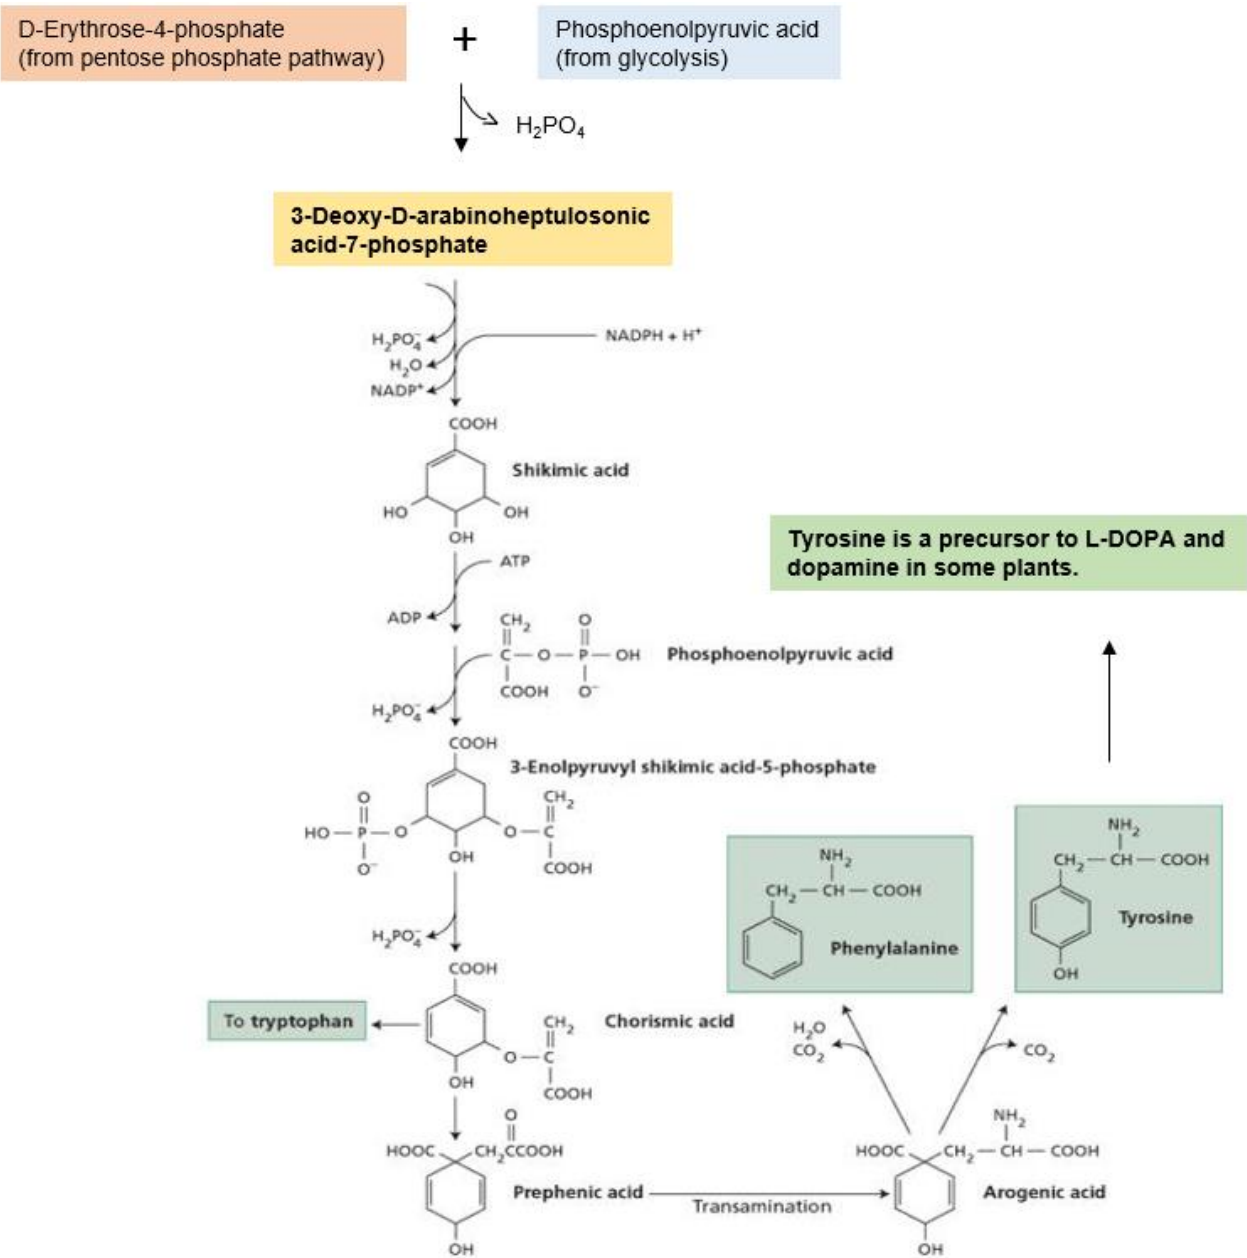 D-Erythrose-4-phosphate
(from pentose phosphate pathway)
+
Phosphoenolpyruvic acid
(from glycolysis)
H₂PO₄
3-Deoxy-D-arabinoheptulosonic
acid-7-phosphate
H₂PO₄⁻
H₂O
NADP⁺
NADPH + H⁺
COOH
Shikimic acid
HO
OH
OH
ATP
ADP
CH₂
O
C—O—P—OH
Phosphoenolpyruvic acid
COOH
O⁻
H₂PO₄⁻
COOH
3-Enolpyruvyl shikimic acid-5-phosphate
O
CH₂
HO—P—O
O—C
O⁻
OH
COOH
H₂PO₄⁻
COOH
To tryptophan
CH₂
Chorismic acid
O—C
OH
COOH
O
HOOC
CH₂CCOOH
Prephenic acid
OH
Transamination
NH₂
HOOC
CH₂—CH—COOH
Arogenic acid
OH
H₂O
CO₂
CO₂
NH₂
CH₂—CH—COOH
Phenylalanine
NH₂
CH₂—CH—COOH
Tyrosine
OH
Tyrosine is a precursor to L-DOPA and
dopamine in some plants.